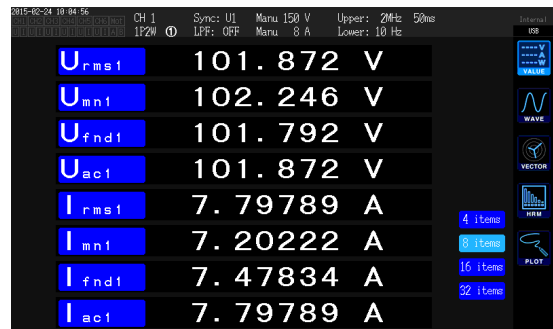 2015-02-24 10:04:56
CH 1 Sync: U1 Manu 150 V Upper: 2MHz 50ms Internal
1P2W ① LPF: OFF Manu 8 A Lower: 10 Hz USB
Urms1 101.872 V
VALUE
Umn1 102.246 V
WAVE
Ufnd1 101.792 V
Uac1 101.872 V
VECTOR
Irms1 7.79789 A
HRM
4 items
Imn1 7.20222 A
8 items
PLOT
Ifnd1 7.47834 A
16 items
32 items
Iac1 7.79789 A